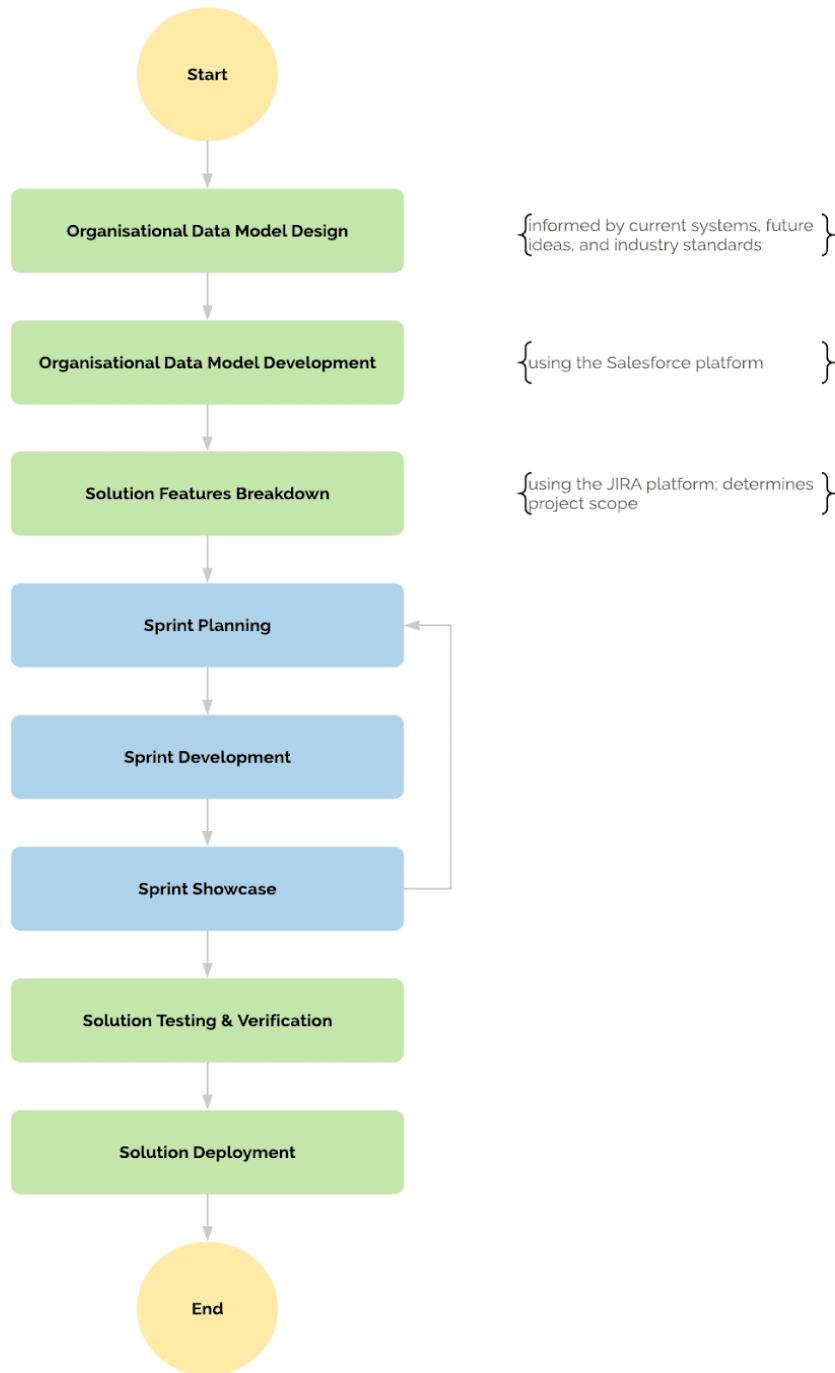 Start
Organisational Data Model Design
informed by current systems, future
ideas, and industry standards
Organisational Data Model Development
using the Salesforce platform
Solution Features Breakdown
using the JIRA platform; determines
project scope
Sprint Planning
Sprint Development
Sprint Showcase
Solution Testing & Verification
Solution Deployment
End